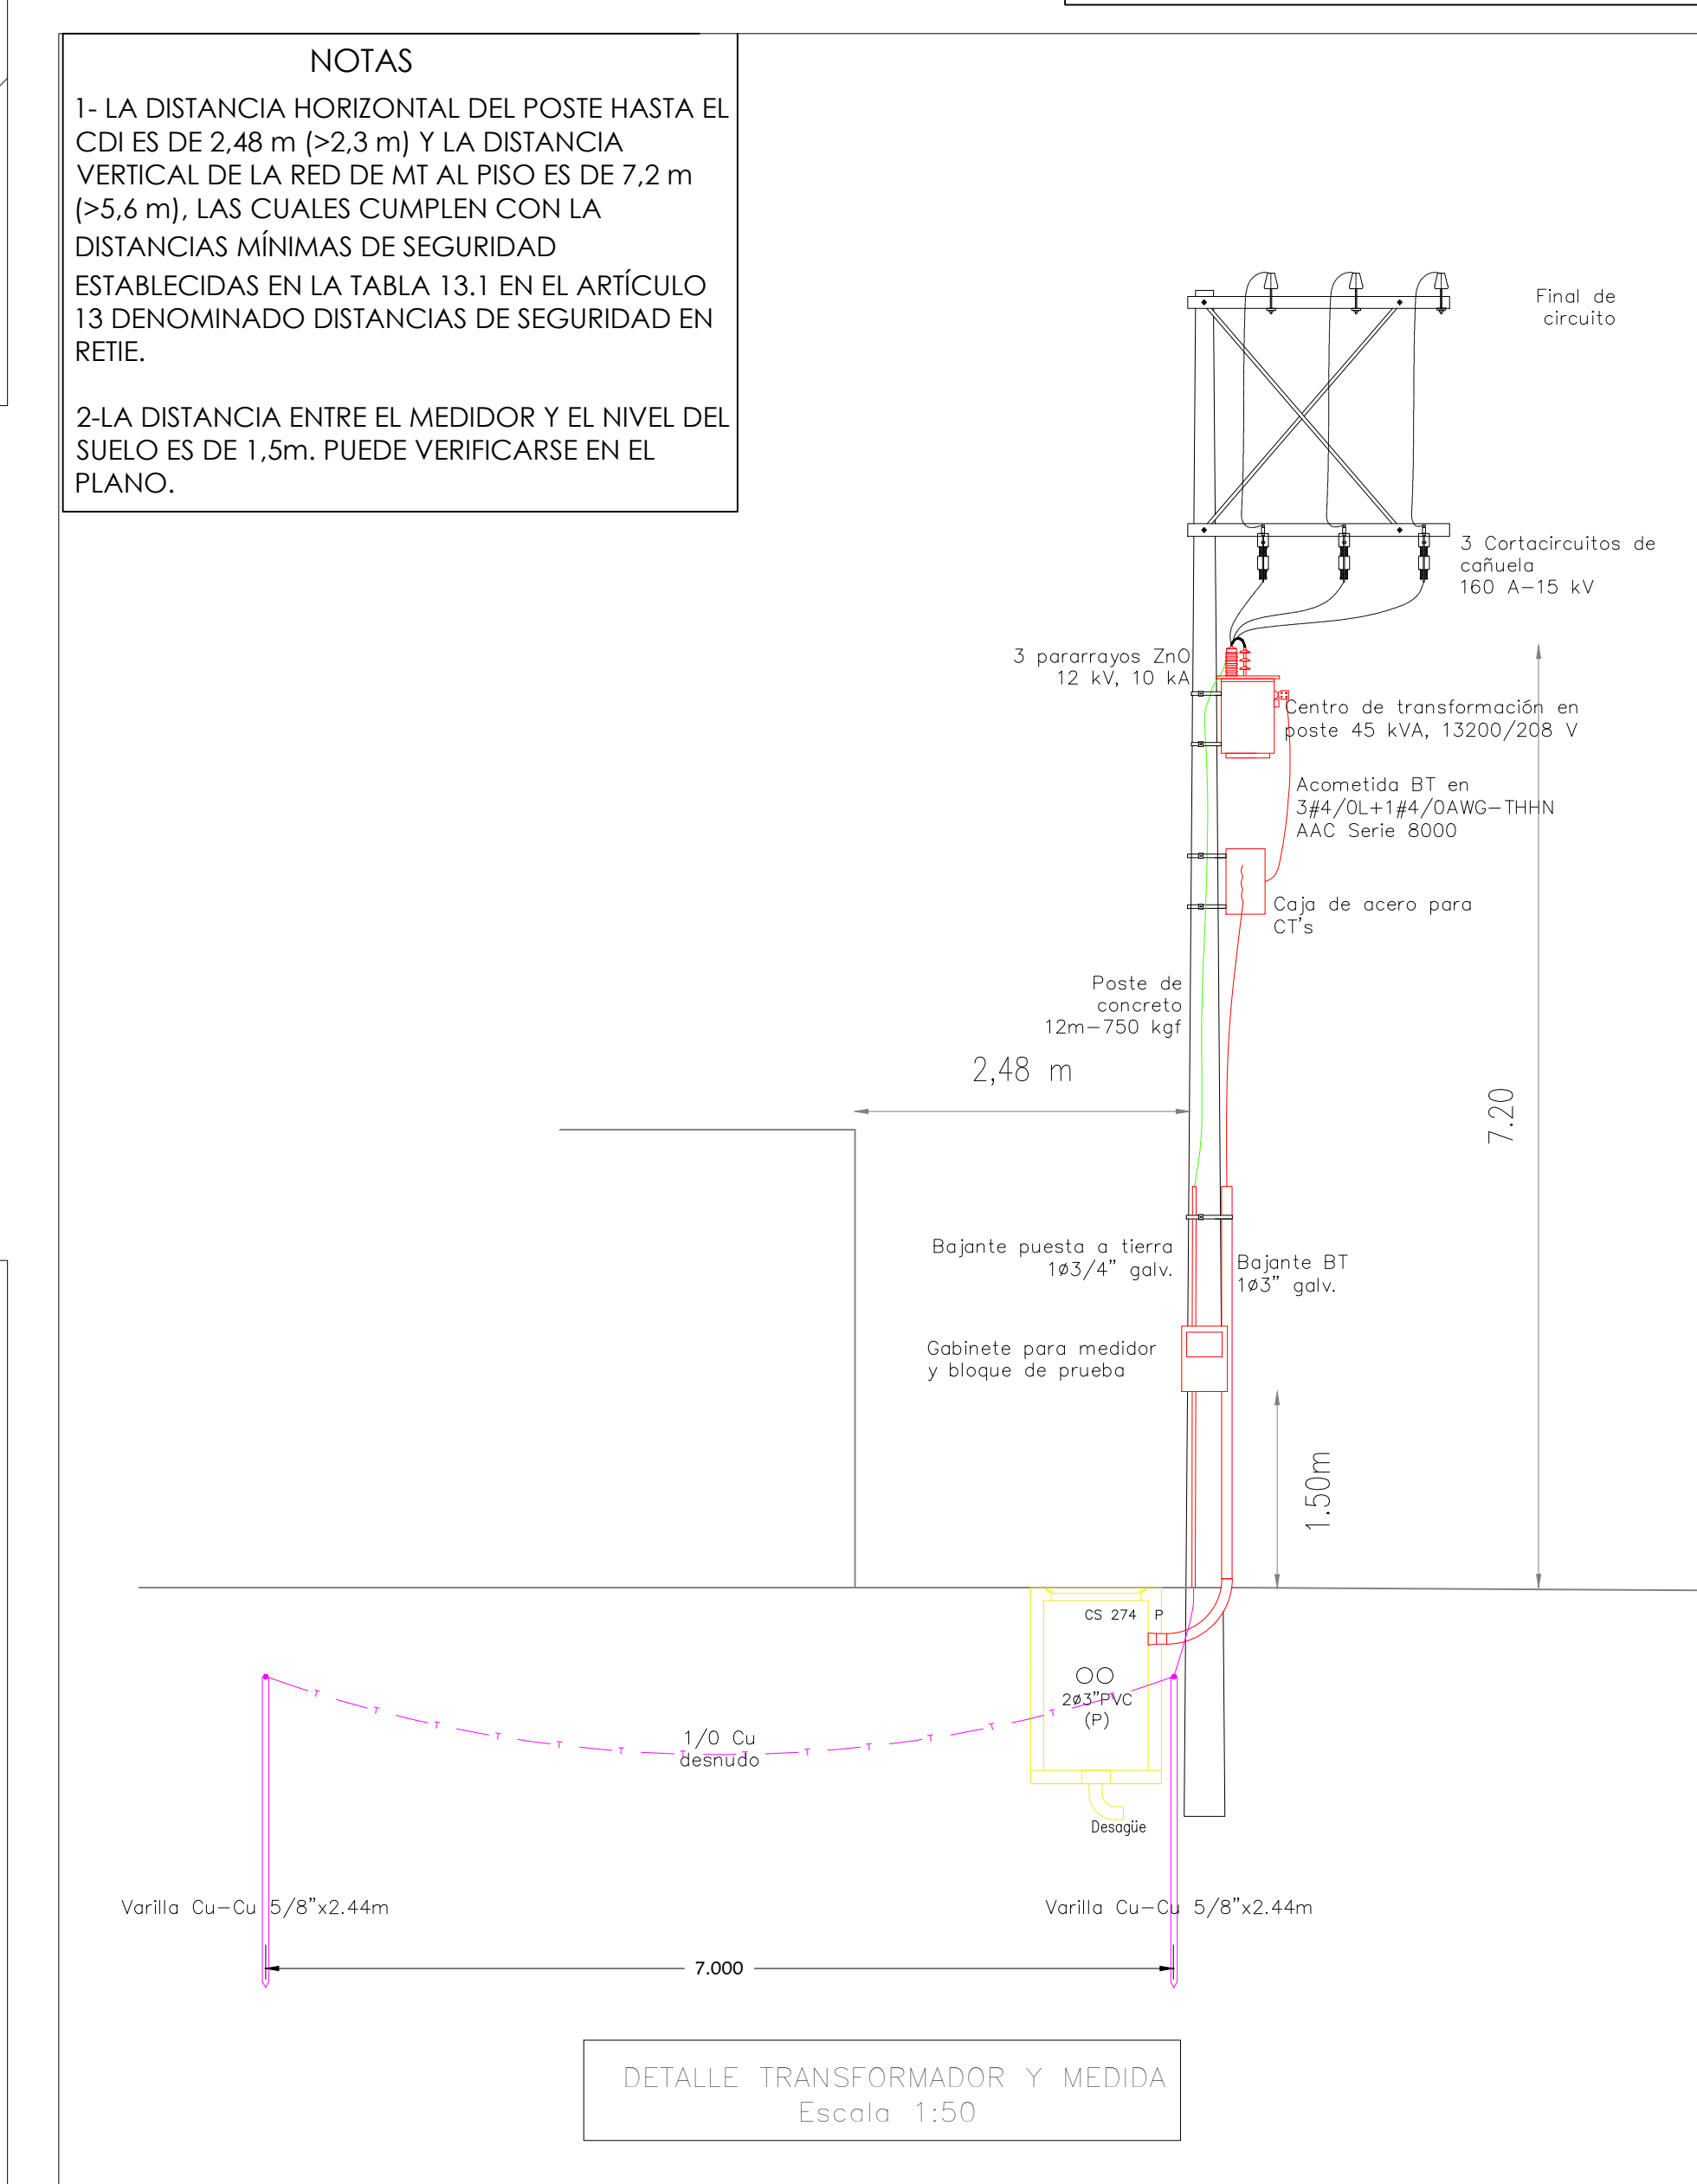 NOTAS
1- LA DISTANCIA HORIZONTAL DEL POSTE HASTA EL
CDI ES DE 2,48 m (>2,3 m) Y LA DISTANCIA
VERTICAL DE LA RED DE MT AL PISO ES DE 7,2 m
(>5,6 m), LAS CUALES CUMPLEN CON LA
DISTANCIAS MÍNIMAS DE SEGURIDAD
ESTABLECIDAS EN LA TABLA 13.1 EN EL ARTÍCULO
13 DENOMINADO DISTANCIAS DE SEGURIDAD EN
RETIE.
2-LA DISTANCIA ENTRE EL MEDIDOR Y EL NIVEL DEL
SUELO ES DE 1,5m. PUEDE VERIFICARSE EN EL
PLANO.
Final de
circuito
3 Cortacircuitos de
cañuela
160 A-15 kV
3 pararrayos ZnO
12 kV, 10 kA
Centro de transformación en
poste 45 kVA, 13200/208 V
Acometida BT en
3#4/0L+1#4/0AWG-THHN
AAC Serie 8000
Caja de acero para
CT's
Poste de
concreto
12m-750 kgf
2,48 m
7.20
Bajante puesta a tierra
1ø3/4" galv.
Bajante BT
1ø3" galv.
Gabinete para medidor
y bloque de prueba
1.50m
CS 274 P
2ø3"PVC
(P)
1/0 Cu
desnudo
Desagüe
Varilla Cu-Cu 5/8"x2.44m
Varilla Cu-Cu 5/8"x2.44m
7.000
DETALLE TRANSFORMADOR Y MEDIDA
Escala 1:50